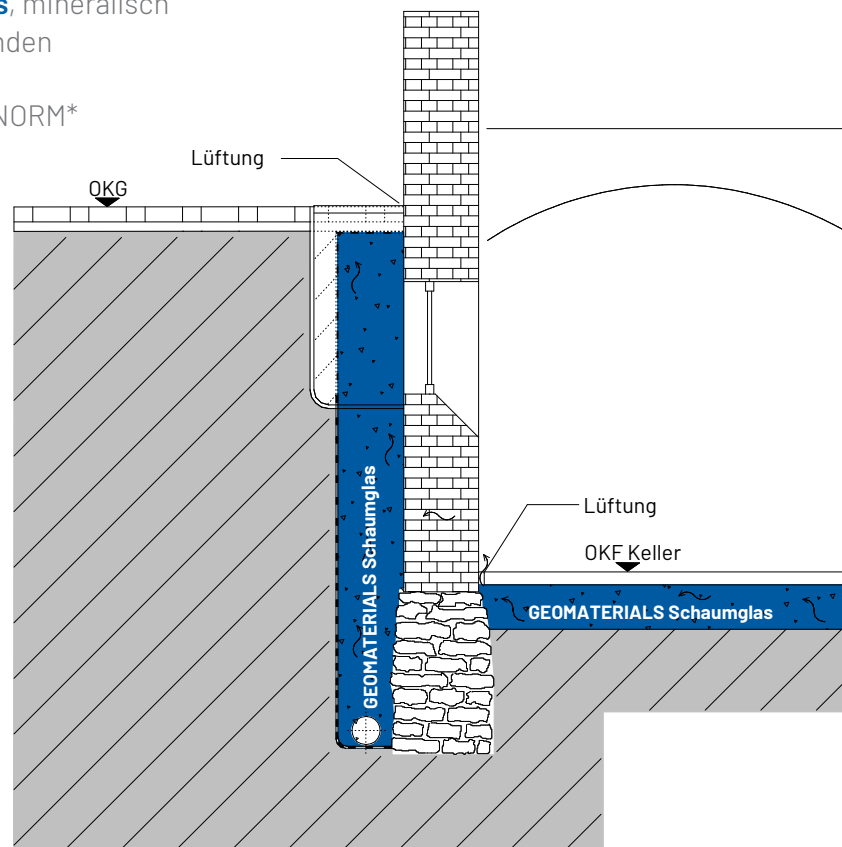 s, mineralisch
nden
NORM*
Lüftung
OKG
GEOMATERIALS Schaumglas
Lüftung
OKF Keller
GEOMATERIALS Schaumglas